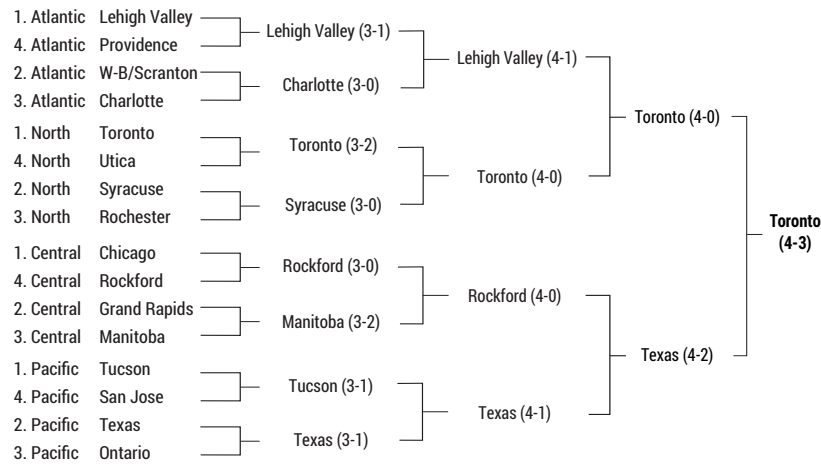 1. Atlantic Lehigh Valley
4. Atlantic Providence
2. Atlantic W-B/Scranton
3. Atlantic Charlotte
1. North Toronto
4. North Utica
2. North Syracuse
3. North Rochester
1. Central Chicago
4. Central Rockford
2. Central Grand Rapids
3. Central Manitoba
1. Pacific Tucson
4. Pacific San Jose
2. Pacific Texas
3. Pacific Ontario
Lehigh Valley (3-1)
Charlotte (3-0)
Toronto (3-2)
Syracuse (3-0)
Rockford (3-0)
Manitoba (3-2)
Tucson (3-1)
Texas (3-1)
Lehigh Valley (4-1)
Toronto (4-0)
Rockford (4-0)
Texas (4-1)
Toronto (4-0)
Texas (4-2)
Toronto
(4-3)